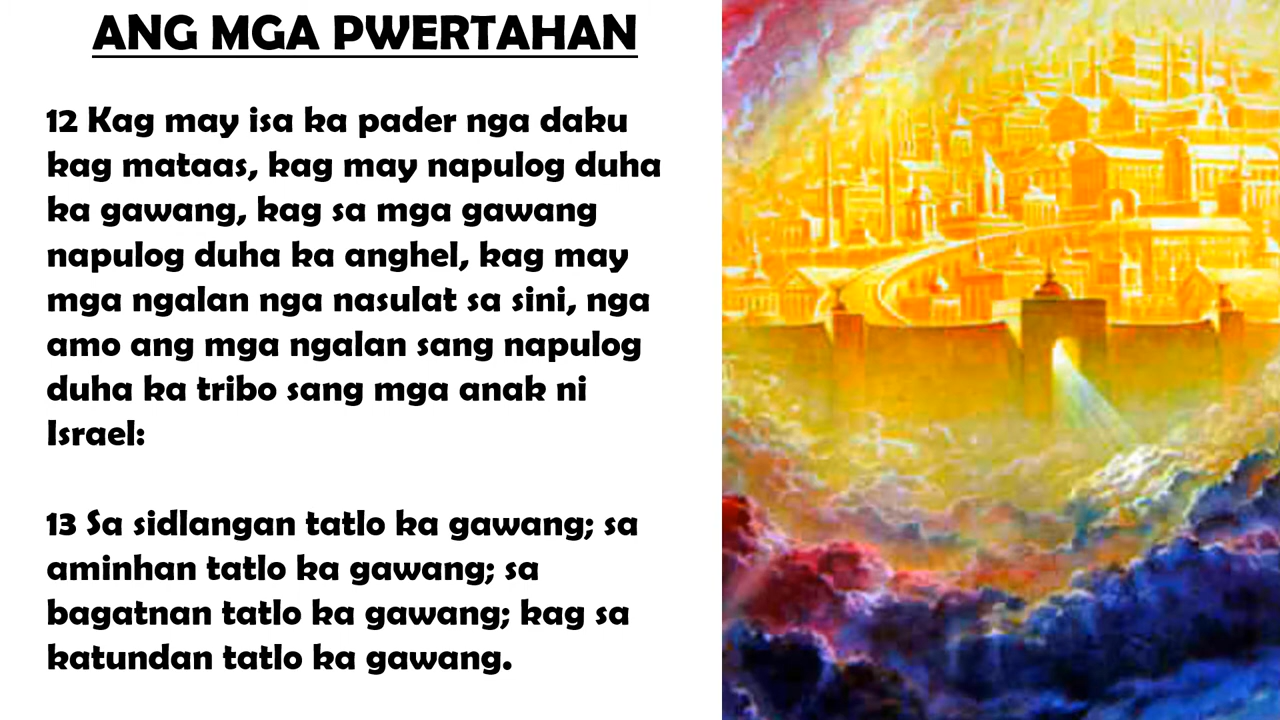 ANG MGA PWERTAHAN
12 Kag may isa ka pader nga daku
kag mataas, kag may napulog duha
ka gawang, kag sa mga gawang
napulog duha ka anghel, kag may
mga ngalan nga nasulat sa sini, nga
amo ang mga ngalan sang napulog
duha ka tribo sang mga anak ni
Israel:
13 Sa sidlangan tatlo ka gawang; sa
aminhan tatlo ka gawang; sa
bagatnan tatlo ka gawang; kag sa
katundan tatlo ka gawang.